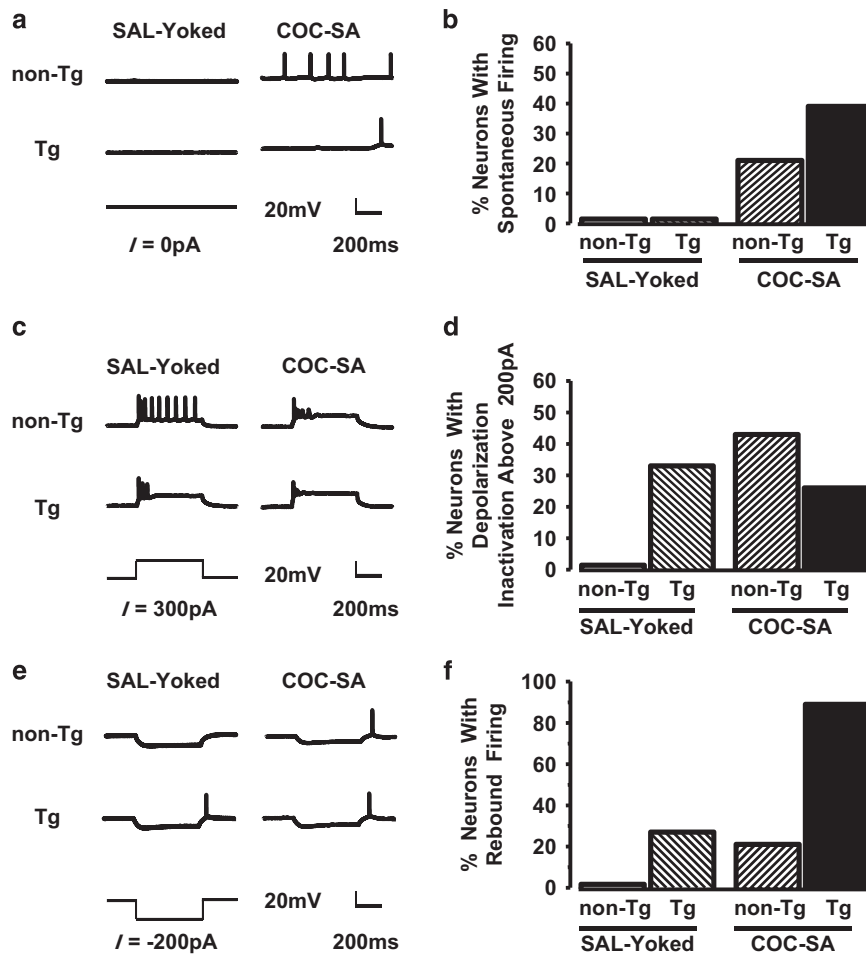 a
SAL-Yoked COC-SA
non-Tg
Tg
20mV
I = 0pA 200ms
b
% Neurons With
Spontaneous Firing
60
50
40
30
20
10
0
non-Tg Tg non-Tg Tg
SAL-Yoked COC-SA
c
SAL-Yoked COC-SA
non-Tg
Tg
20mV
I = 300pA 200ms
d
% Neurons With
Depolarization
Inactivation Above 200pA
60
50
40
30
20
10
0
non-Tg Tg non-Tg Tg
SAL-Yoked COC-SA
e
SAL-Yoked COC-SA
non-Tg
Tg
20mV
I = -200pA 200ms
f
% Neurons With
Rebound Firing
100
80
60
40
20
0
non-Tg Tg non-Tg Tg
SAL-Yoked COC-SA